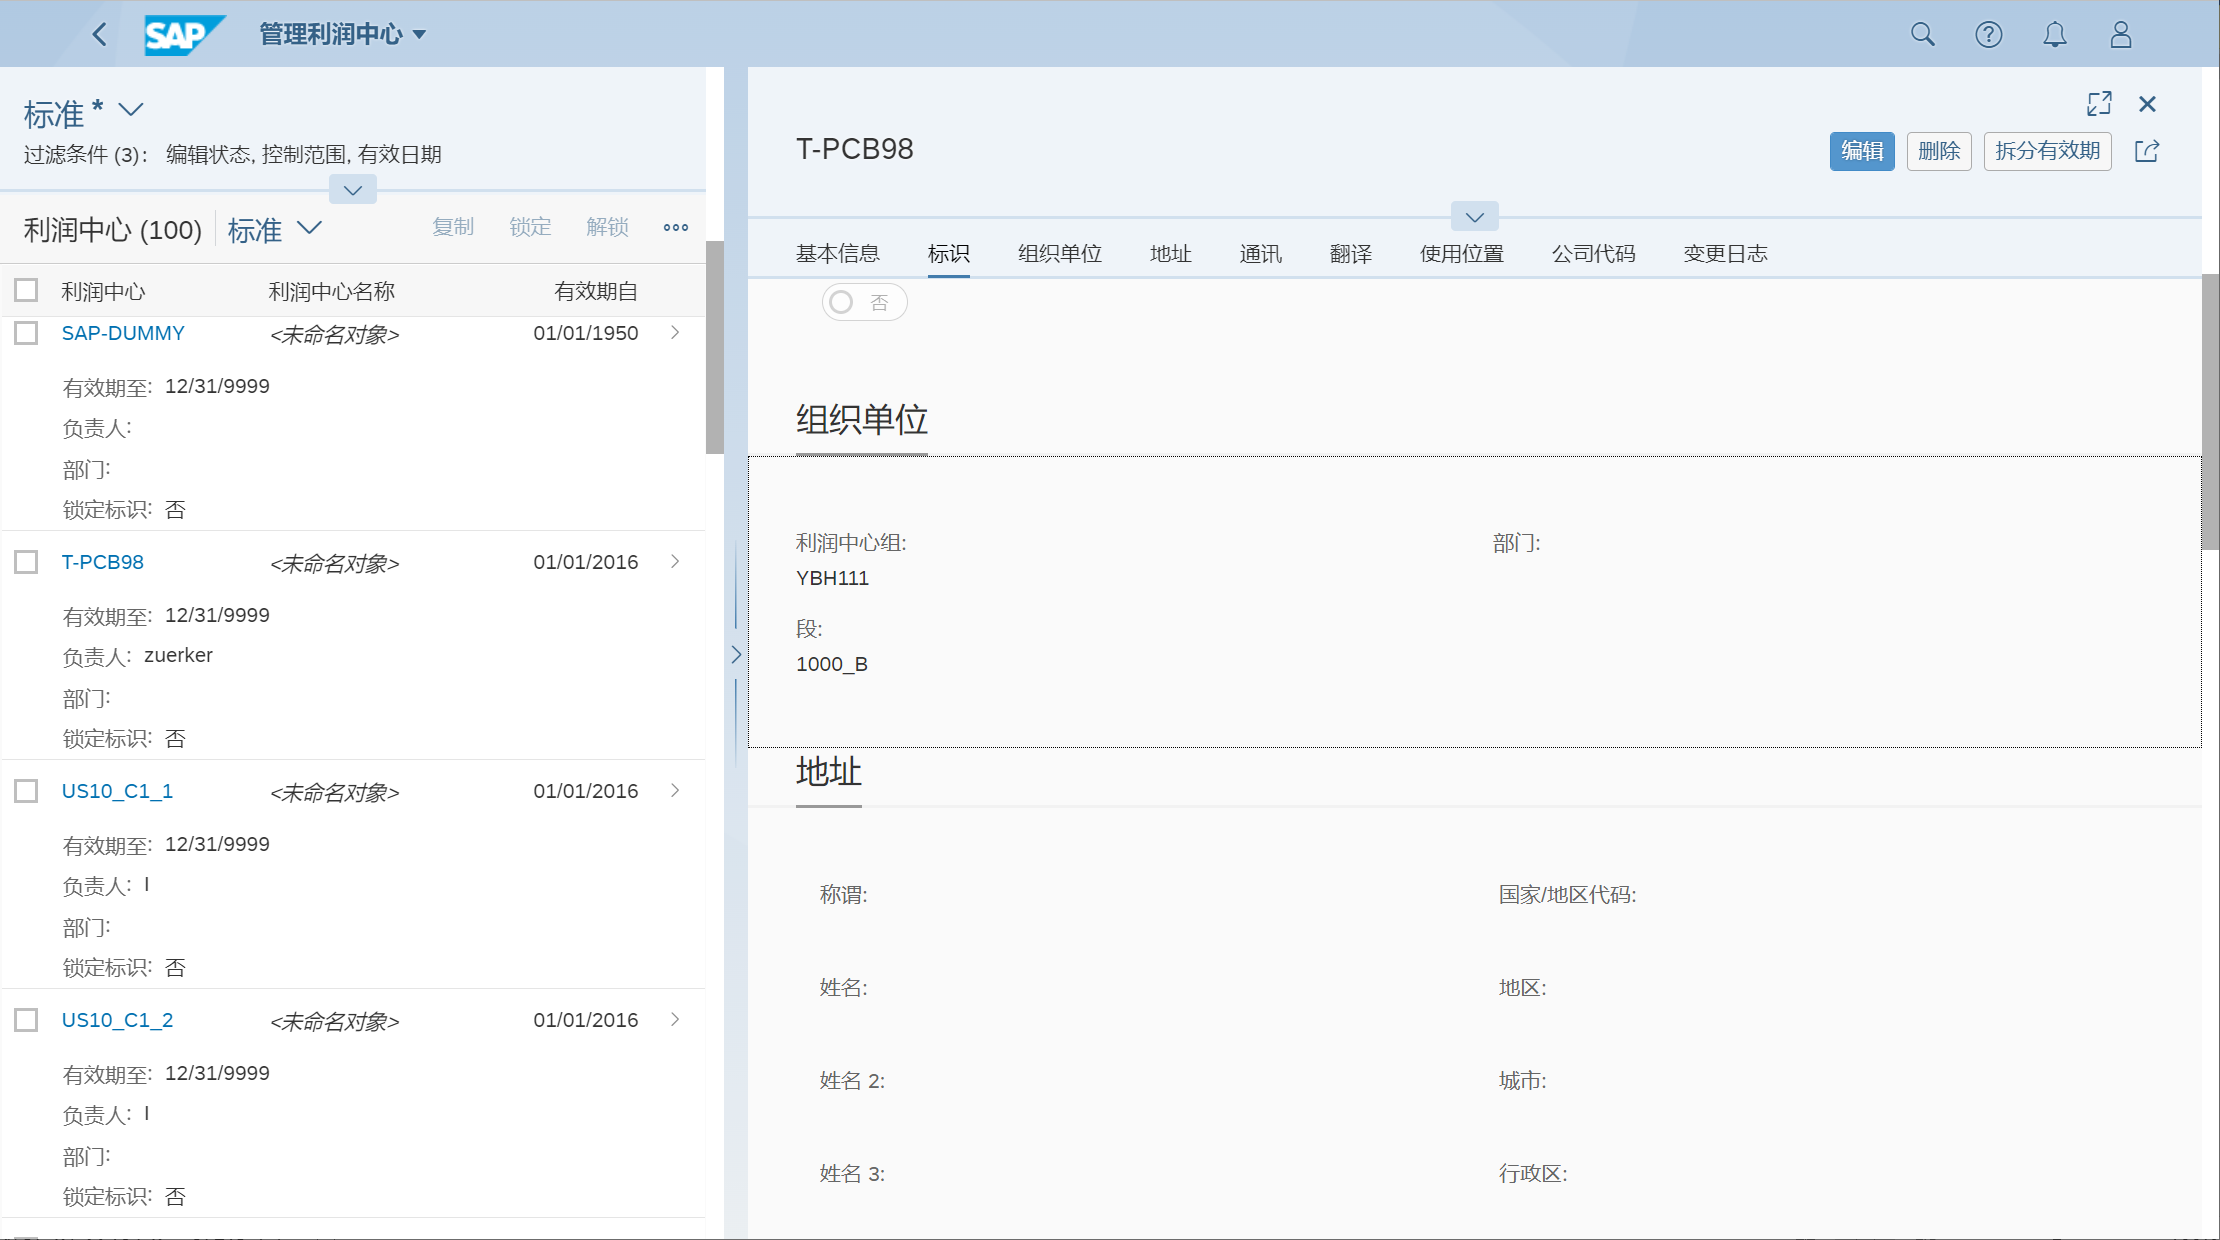 SAP 管理利润中心
标准 *
过滤条件 (3): 编辑状态, 控制范围, 有效日期
利润中心 (100) 标准 复制 锁定 解锁
利润中心 利润中心名称 有效期自
SAP-DUMMY <未命名对象> 01/01/1950
有效期至: 12/31/9999
负责人:
部门:
锁定标识: 否
T-PCB98 <未命名对象> 01/01/2016
有效期至: 12/31/9999
负责人: zuerker
部门:
锁定标识: 否
US10_C1_1 <未命名对象> 01/01/2016
有效期至: 12/31/9999
负责人: I
部门:
锁定标识: 否
US10_C1_2 <未命名对象> 01/01/2016
有效期至: 12/31/9999
负责人: I
部门:
锁定标识: 否
T-PCB98
编辑 删除 拆分有效期
基本信息 标识 组织单位 地址 通讯 翻译 使用位置 公司代码 变更日志
否
组织单位
利润中心组: 部门:
YBH111
段:
1000_B
地址
称谓: 国家/地区代码:
姓名: 地区:
姓名 2: 城市:
姓名 3: 行政区: